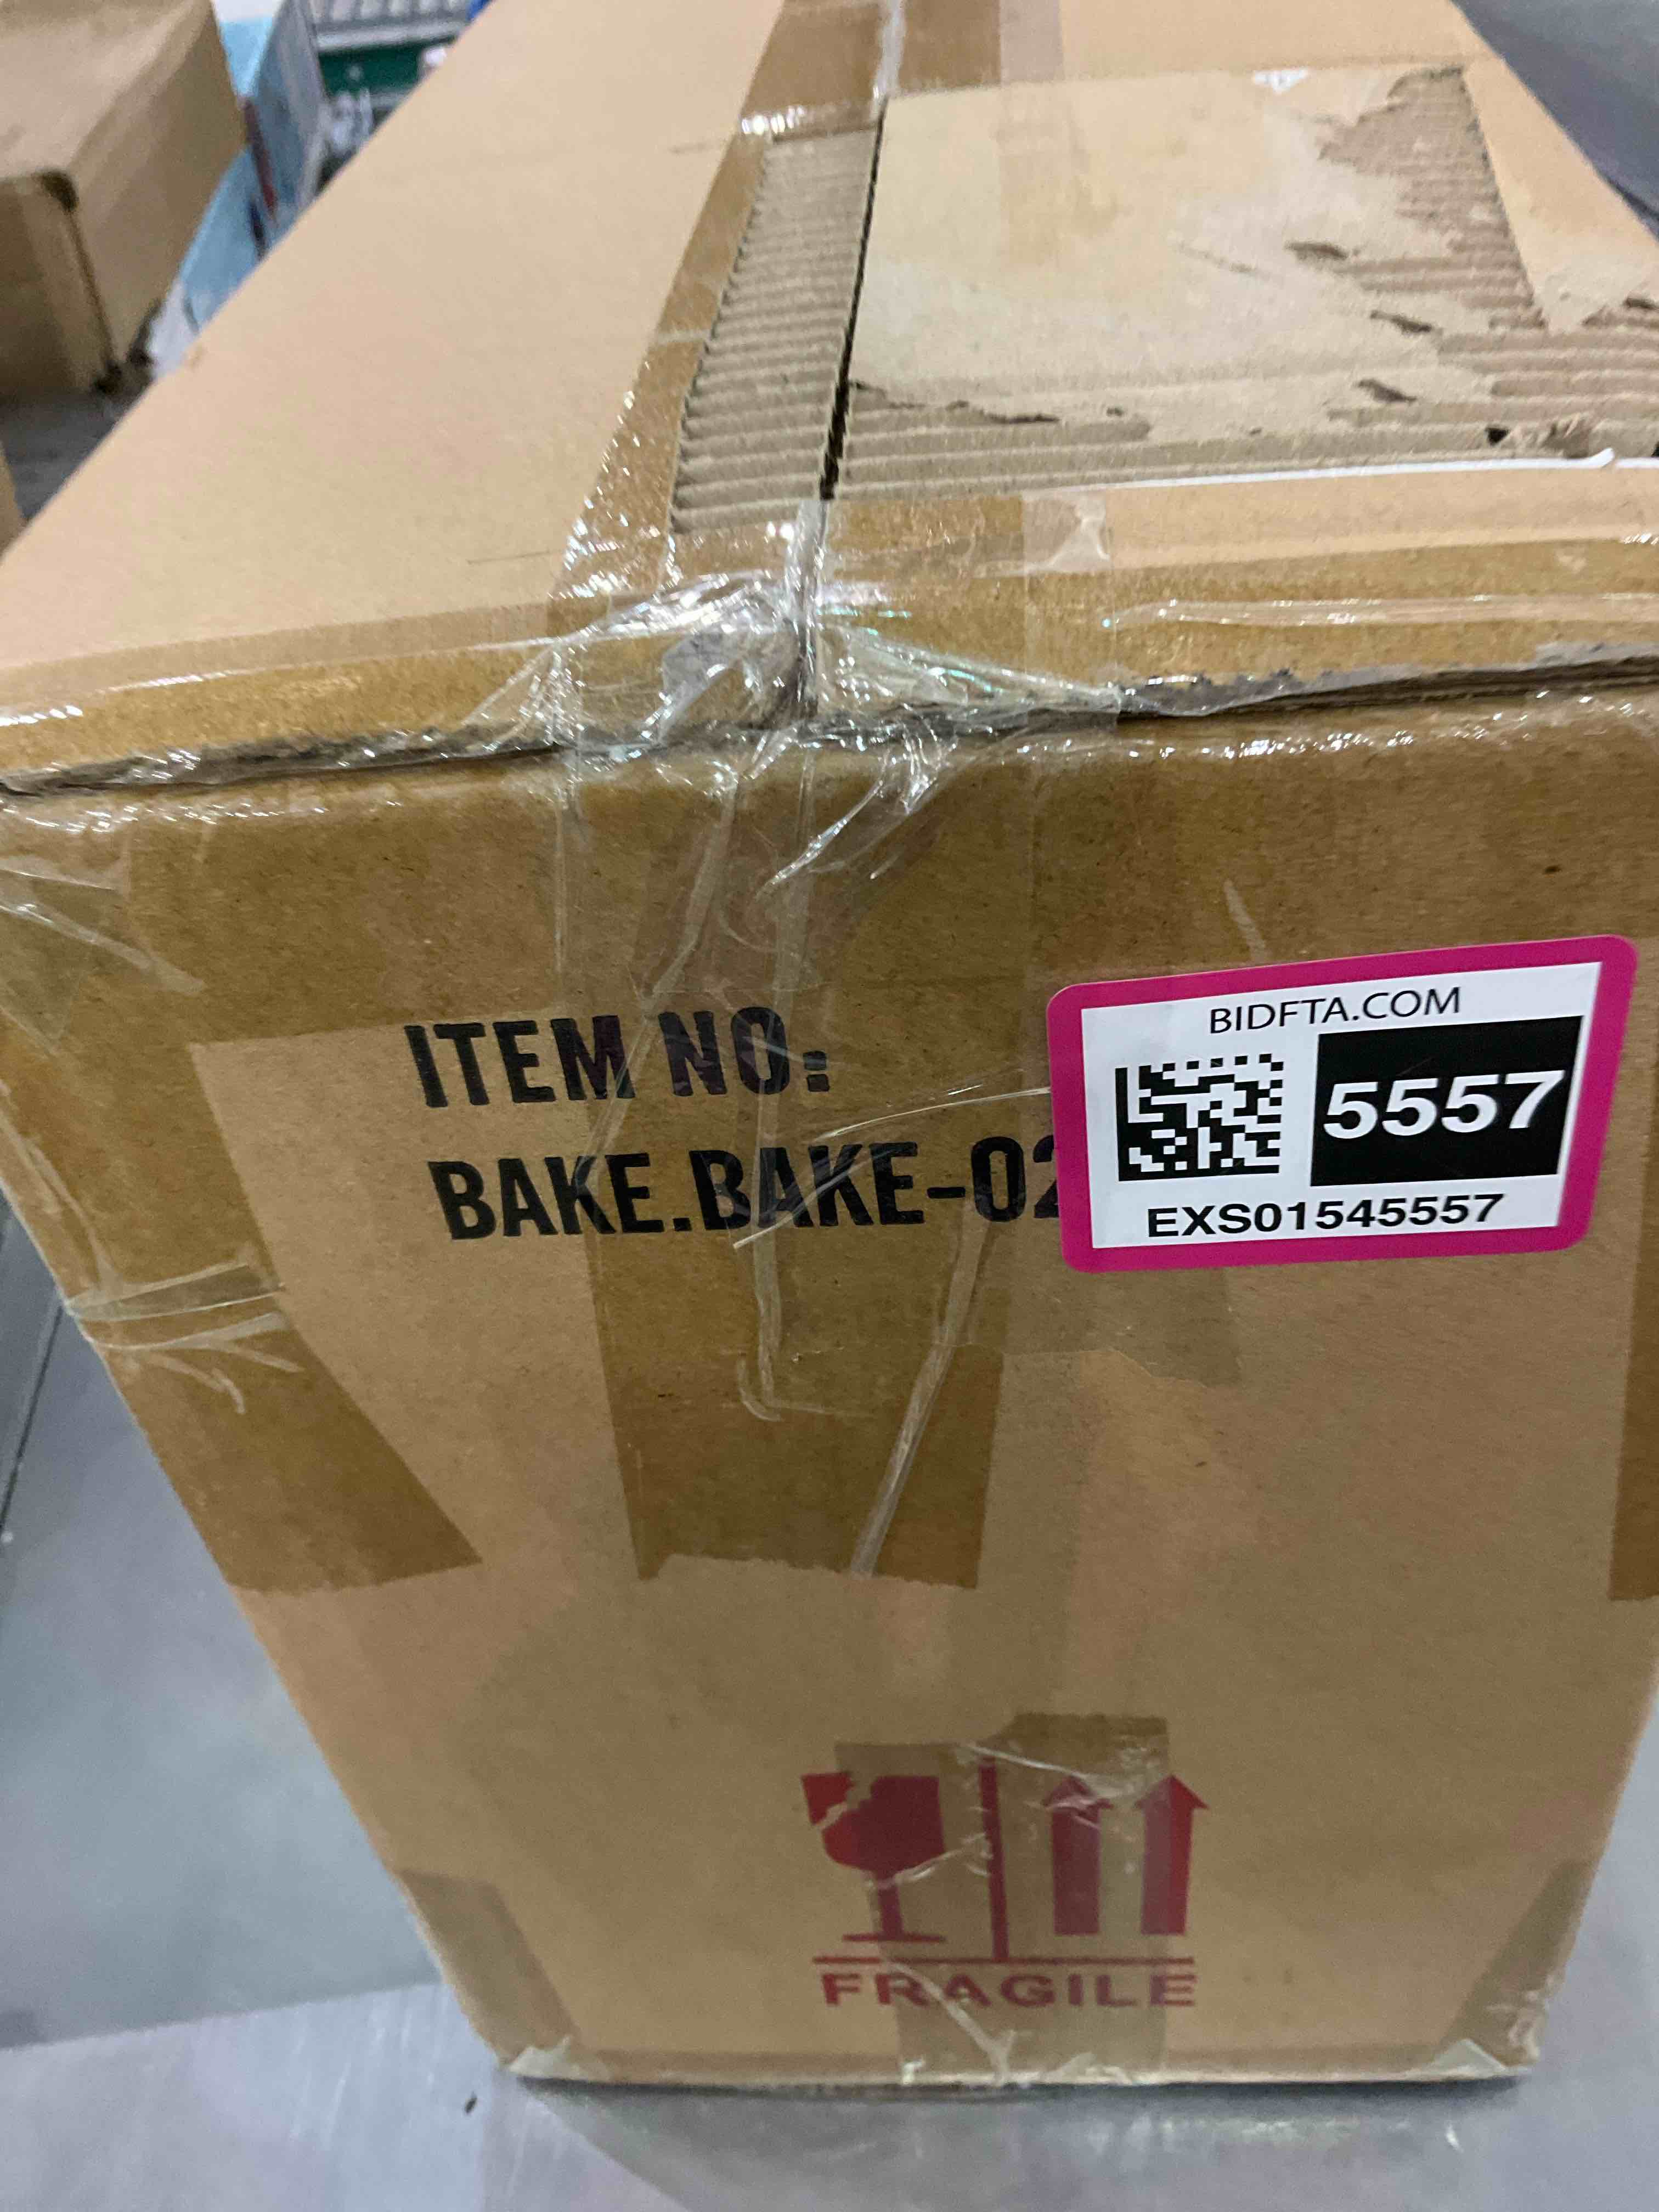 ITEM NO:
BAKE.BAKE-02
BIDFTA.COM
5557
EXS01545557
FRAGILE